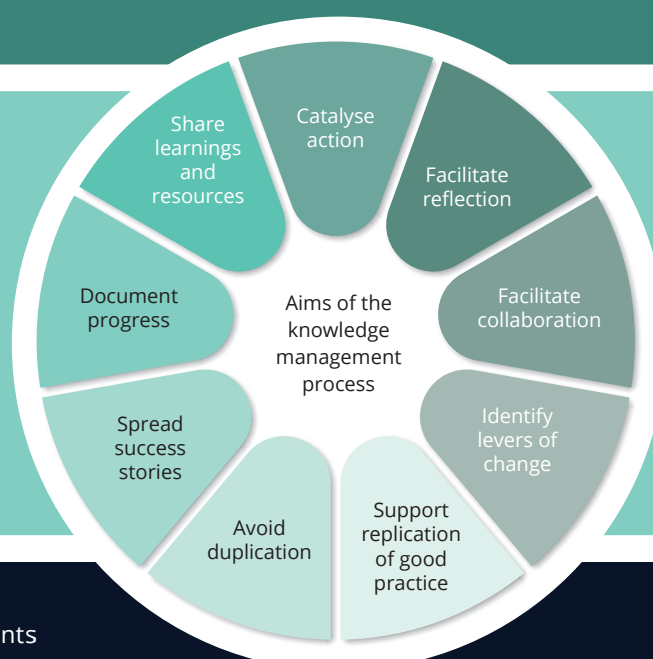 Catalyse
action
Facilitate
reflection
Facilitate
collaboration
Identify
levers of
change
Support
replication
of good
practice
Avoid
duplication
Spread
success
stories
Document
progress
Share
learnings
and
resources
Aims of the
knowledge
management
process
nts